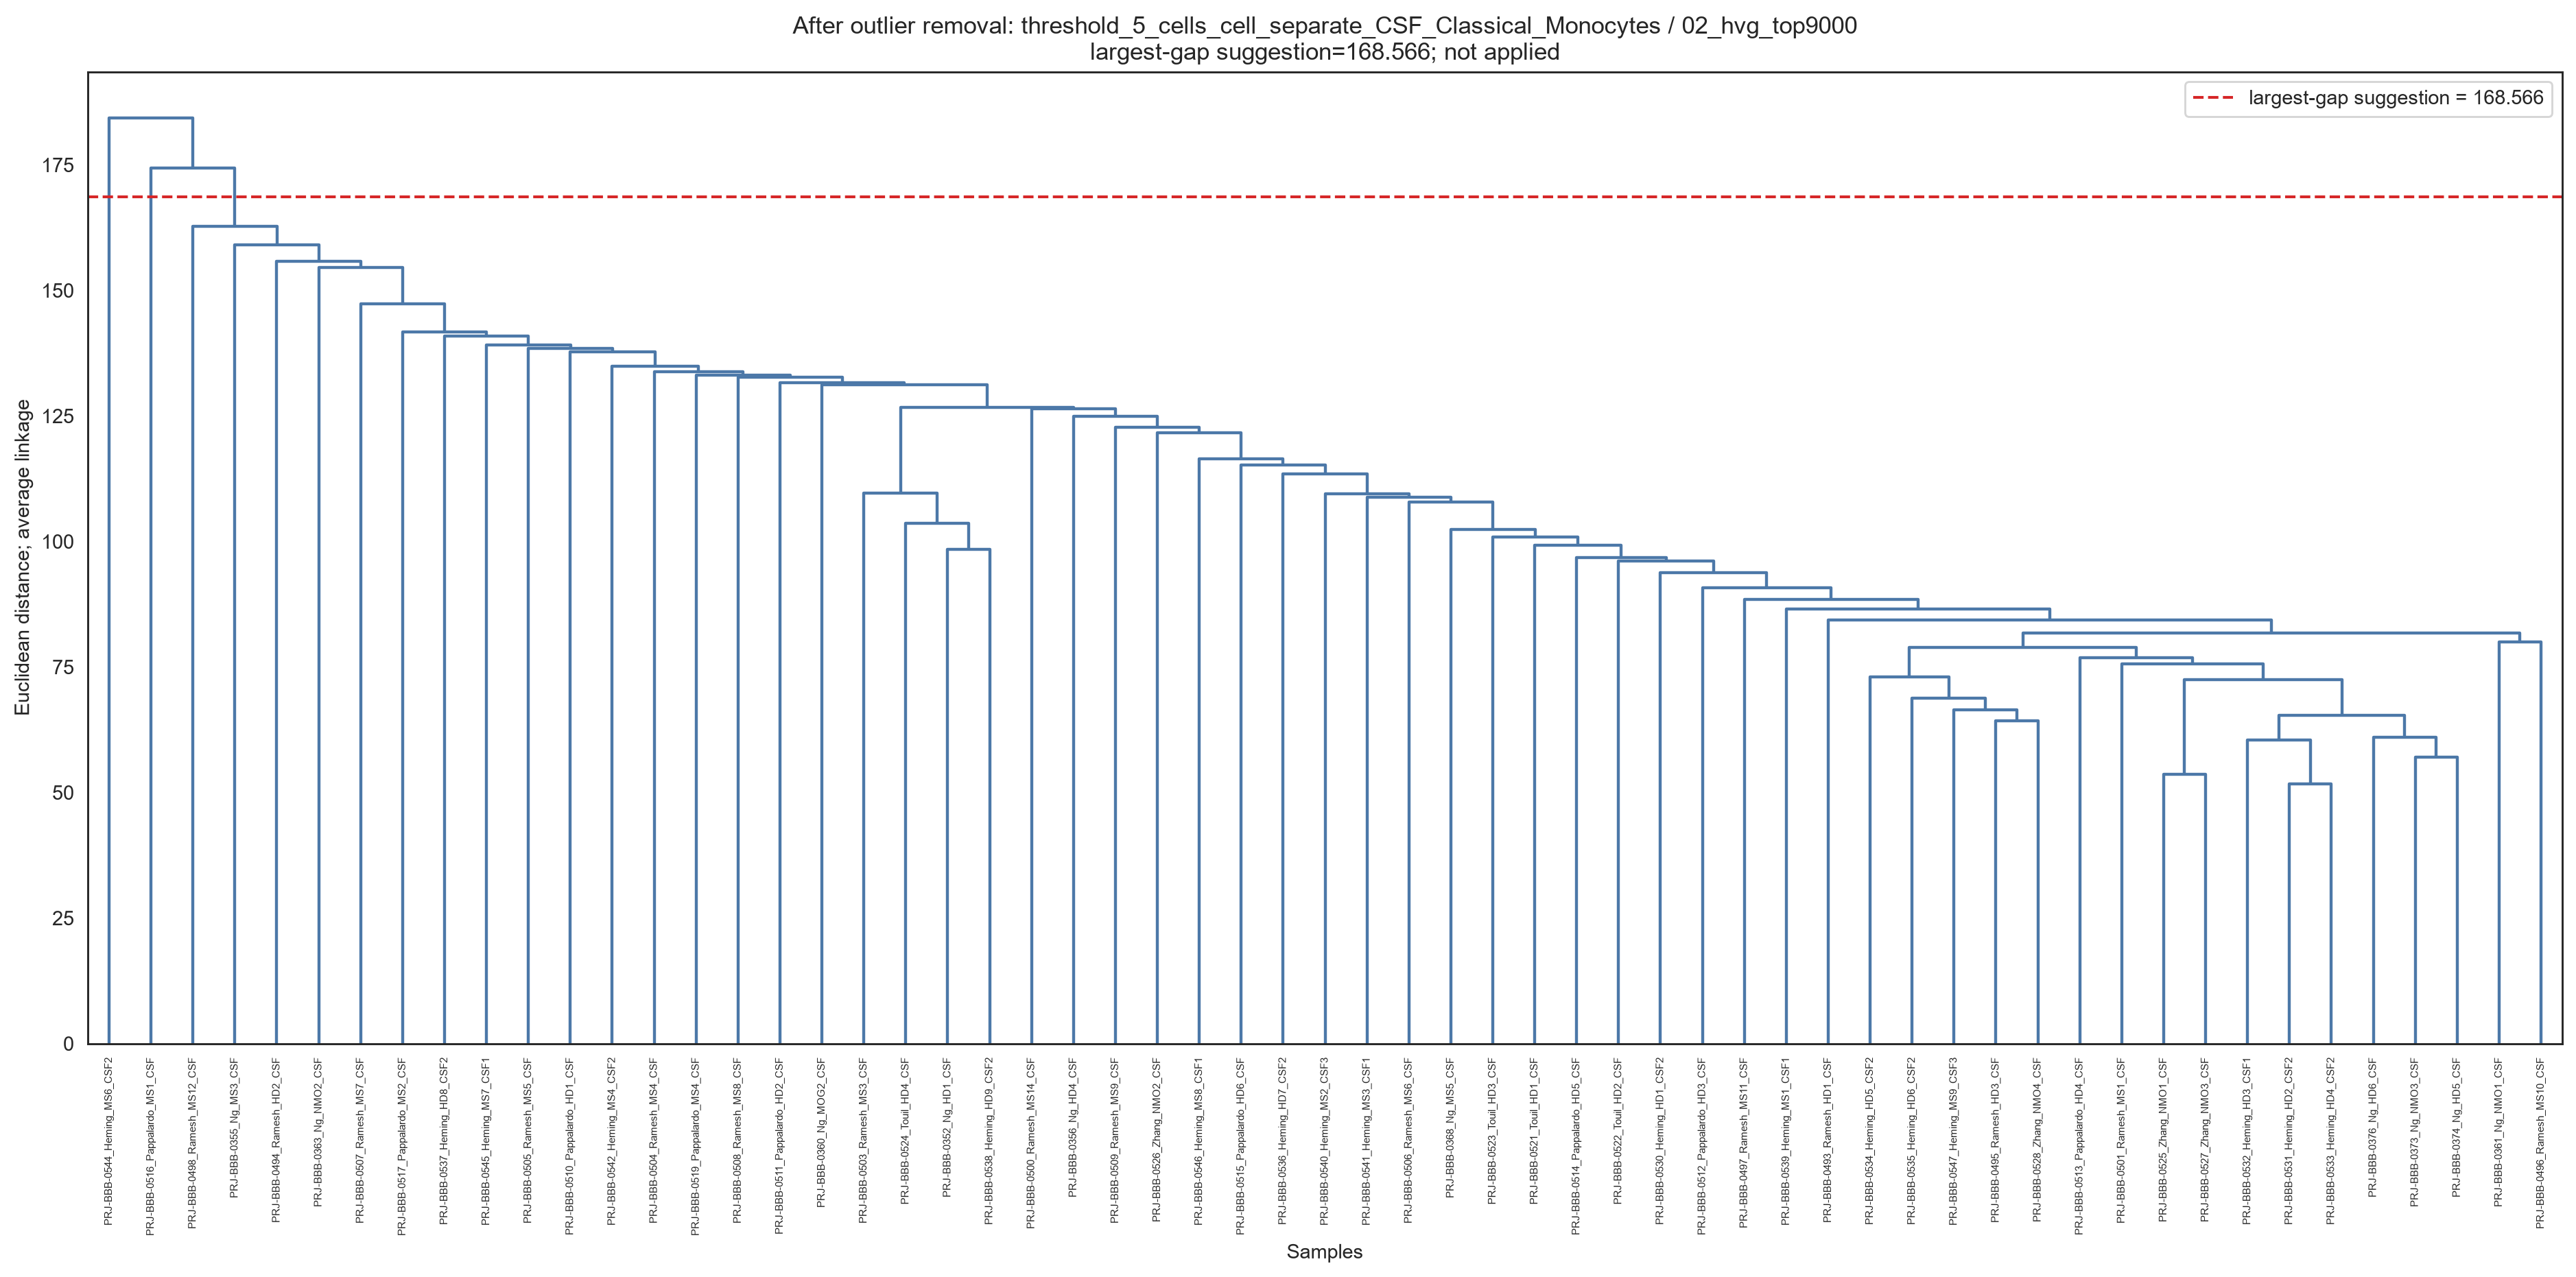 After outlier removal: threshold_5_cells_cell_separate_CSF_Classical_Monocytes / 02_hvg_top9000
largest-gap suggestion=168.566; not applied
largest-gap suggestion = 168.566
Euclidean distance; average linkage
175
150
125
100
75
50
25
0
PRJ-BBB-0544_Heming_MS6_CSF2
PRJ-BBB-0516_Pappalardo_MS1_CSF
PRJ-BBB-0498_Ramesh_MS12_CSF
PRJ-BBB-0355_Ng_MS3_CSF
PRJ-BBB-0494_Ramesh_HD2_CSF
PRJ-BBB-0363_Ng_NMO2_CSF
PRJ-BBB-0507_Ramesh_MS7_CSF
PRJ-BBB-0517_Pappalardo_MS2_CSF
PRJ-BBB-0537_Heming_HD8_CSF2
PRJ-BBB-0545_Heming_MS7_CSF1
PRJ-BBB-0505_Ramesh_MS5_CSF
PRJ-BBB-0510_Pappalardo_HD1_CSF
PRJ-BBB-0542_Heming_MS4_CSF2
PRJ-BBB-0504_Ramesh_MS4_CSF
PRJ-BBB-0519_Pappalardo_MS4_CSF
PRJ-BBB-0508_Ramesh_MS8_CSF
PRJ-BBB-0511_Pappalardo_HD2_CSF
PRJ-BBB-0360_Ng_MOG2_CSF
PRJ-BBB-0503_Ramesh_MS3_CSF
PRJ-BBB-0524_Touil_HD4_CSF
PRJ-BBB-0352_Ng_HD1_CSF
PRJ-BBB-0538_Heming_HD9_CSF2
PRJ-BBB-0500_Ramesh_MS14_CSF
PRJ-BBB-0356_Ng_HD4_CSF
PRJ-BBB-0509_Ramesh_MS9_CSF
PRJ-BBB-0526_Zhang_NMO2_CSF
PRJ-BBB-0546_Heming_MS8_CSF1
PRJ-BBB-0515_Pappalardo_HD6_CSF
PRJ-BBB-0536_Heming_HD7_CSF2
PRJ-BBB-0540_Heming_MS2_CSF3
PRJ-BBB-0541_Heming_MS3_CSF1
PRJ-BBB-0506_Ramesh_MS6_CSF
PRJ-BBB-0368_Ng_MS5_CSF
PRJ-BBB-0523_Touil_HD3_CSF
PRJ-BBB-0521_Touil_HD1_CSF
PRJ-BBB-0514_Pappalardo_HD5_CSF
PRJ-BBB-0522_Touil_HD2_CSF
PRJ-BBB-0530_Heming_HD1_CSF2
PRJ-BBB-0512_Pappalardo_HD3_CSF
PRJ-BBB-0497_Ramesh_MS11_CSF
PRJ-BBB-0539_Heming_MS1_CSF1
PRJ-BBB-0493_Ramesh_HD1_CSF
PRJ-BBB-0534_Heming_HD5_CSF2
PRJ-BBB-0535_Heming_HD6_CSF2
PRJ-BBB-0547_Heming_MS9_CSF3
PRJ-BBB-0495_Ramesh_HD3_CSF
PRJ-BBB-0528_Zhang_NMO4_CSF
PRJ-BBB-0513_Pappalardo_HD4_CSF
PRJ-BBB-0501_Ramesh_MS1_CSF
PRJ-BBB-0525_Zhang_NMO1_CSF
PRJ-BBB-0527_Zhang_NMO3_CSF
PRJ-BBB-0532_Heming_HD3_CSF1
PRJ-BBB-0531_Heming_HD2_CSF2
PRJ-BBB-0533_Heming_HD4_CSF2
PRJ-BBB-0376_Ng_HD6_CSF
PRJ-BBB-0373_Ng_NMO3_CSF
PRJ-BBB-0374_Ng_HD5_CSF
PRJ-BBB-0361_Ng_NMO1_CSF
PRJ-BBB-0496_Ramesh_MS10_CSF
Samples